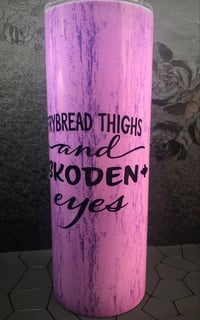 RYBREAD THIGHS
and
SKODEN
eyes